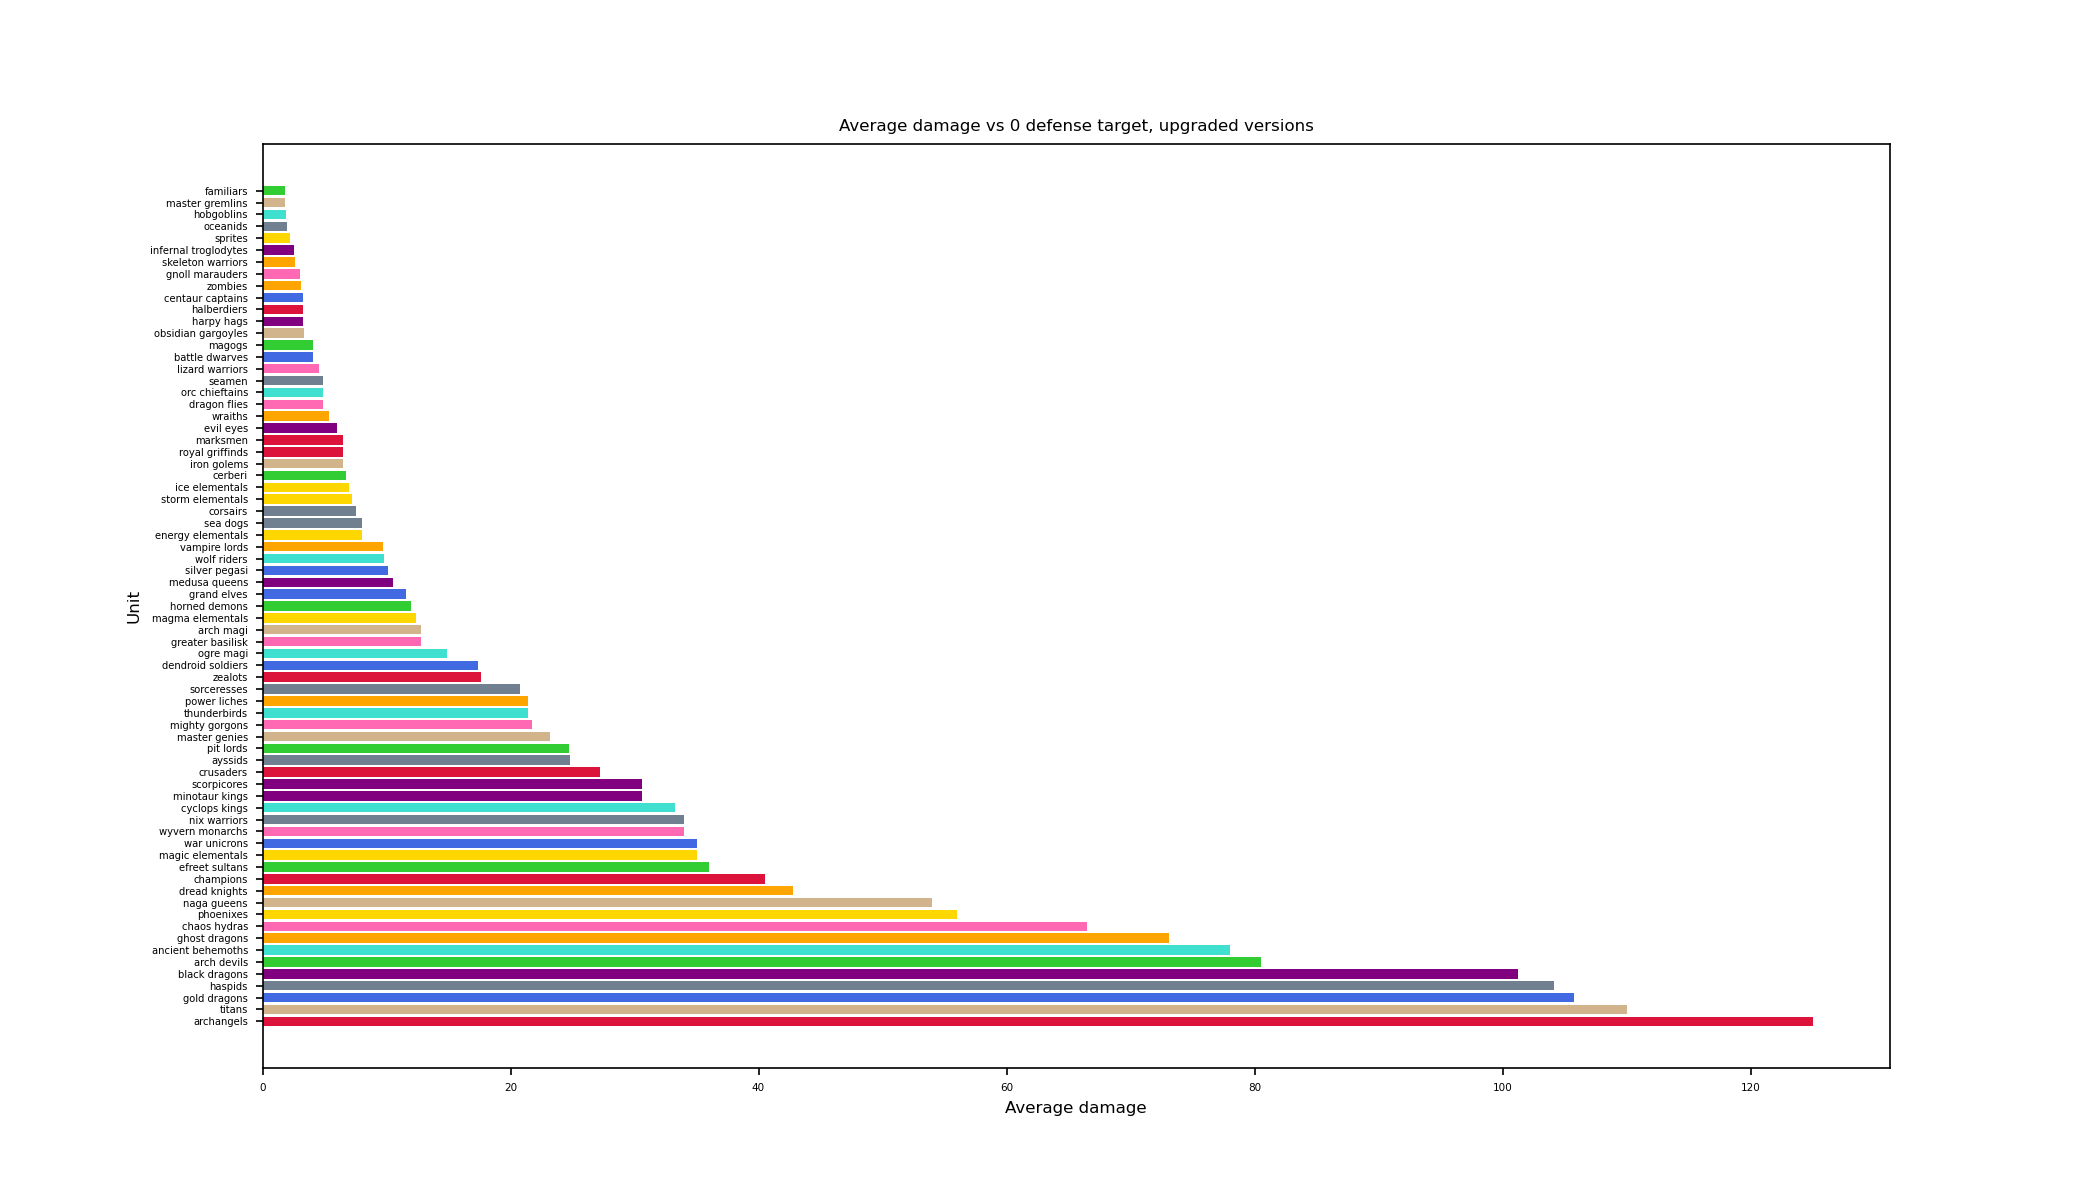 Average damage vs 0 defense target, upgraded versions
familiars
master gremlins
hobgoblins
oceanids
sprites
infernal troglodytes
skeleton warriors
gnoll marauders
zombies
centaur captains
halberdiers
harpy hags
obsidian gargoyles
magogs
battle dwarves
lizard warriors
seamen
orc chieftains
dragon flies
wraiths
evil eyes
marksmen
royal griffinds
iron golems
cerberi
ice elementals
storm elementals
corsairs
sea dogs
energy elementals
vampire lords
wolf riders
silver pegasi
medusa queens
grand elves
horned demons
magma elementals
arch magi
greater basilisk
ogre magi
dendroid soldiers
zealots
sorceresses
power liches
thunderbirds
mighty gorgons
master genies
pit lords
ayssids
crusaders
scorpicores
minotaur kings
cyclops kings
nix warriors
wyvern monarchs
war unicrons
magic elementals
efreet sultans
champions
dread knights
naga gueens
phoenixes
chaos hydras
ghost dragons
ancient behemoths
arch devils
black dragons
haspids
gold dragons
titans
archangels
Unit
0 20 40 60 80 100 120
Average damage